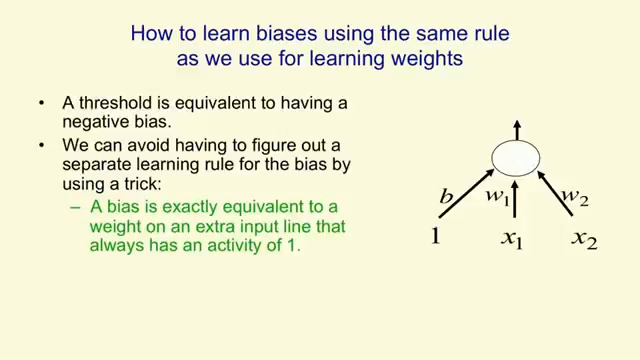 How to learn biases using the same rule
as we use for learning weights
• A threshold is equivalent to having a
negative bias.
• We can avoid having to figure out a
separate learning rule for the bias by
using a trick:
– A bias is exactly equivalent to a
weight on an extra input line that
always has an activity of 1.
b w₁ w₂
1 x₁ x₂